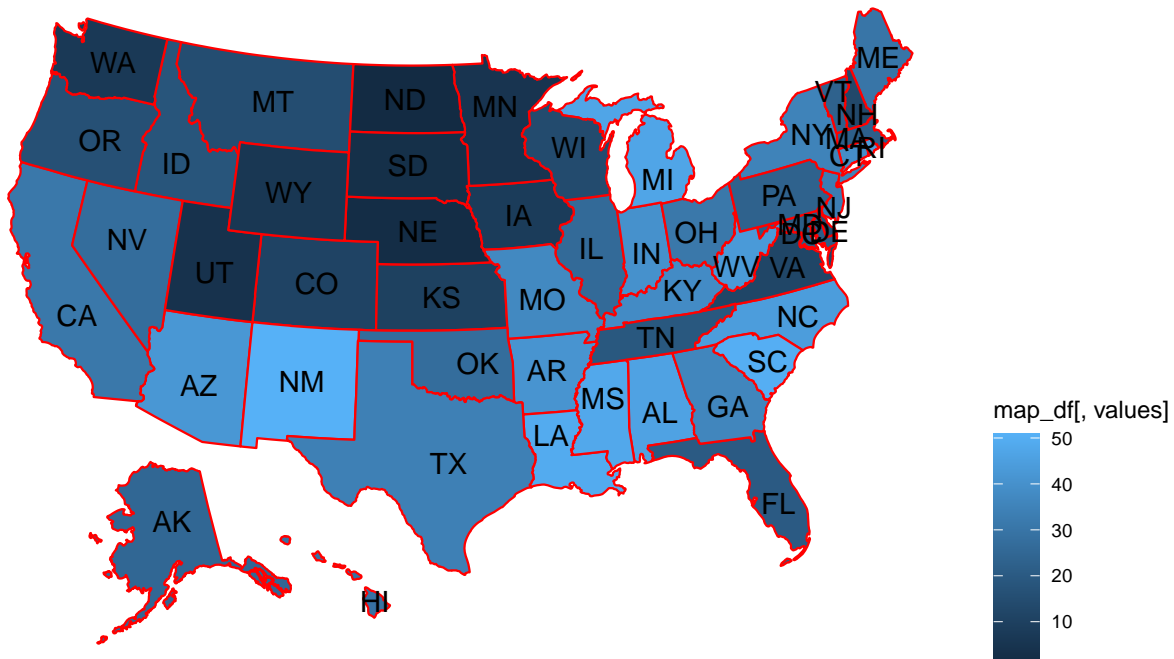 ME
WA
VT
MT
ND
MN
NH
NY
MA
OR
WI
RI
CT
ID
SD
MI
WY
PA
NJ
IA
MD
DE
NV
NE
OH
DC
IL
IN
WV
VA
UT
CO
KS
KY
MO
CA
NC
TN
OK
SC
AZ
NM
AR
MS
AL
GA
LA
TX
FL
AK
HI
map_df[, values]
50
40
30
20
10